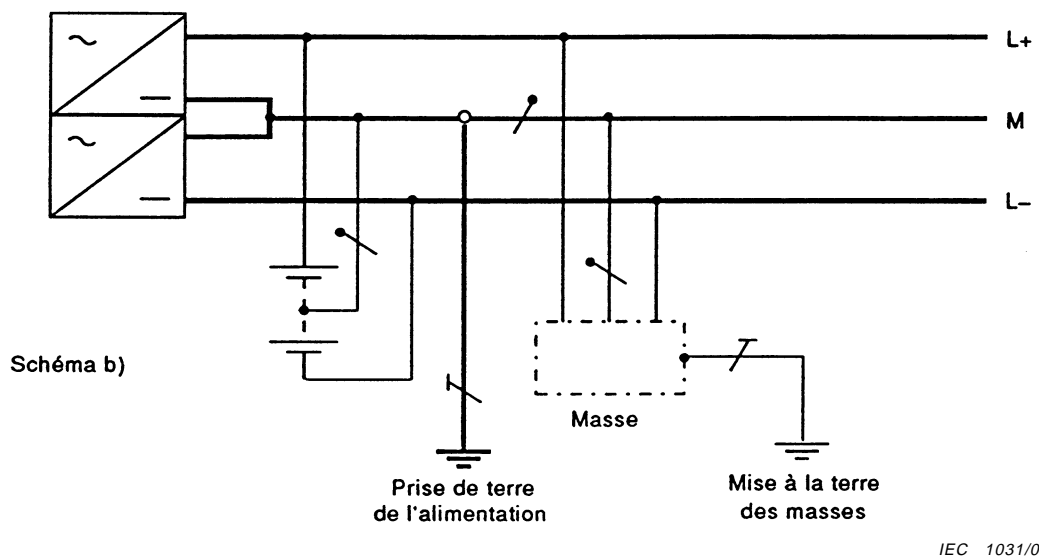 L+
M
L–
Schéma b)
Masse
Prise de terre
de l'alimentation
Mise à la terre
des masses
IEC 1031/0